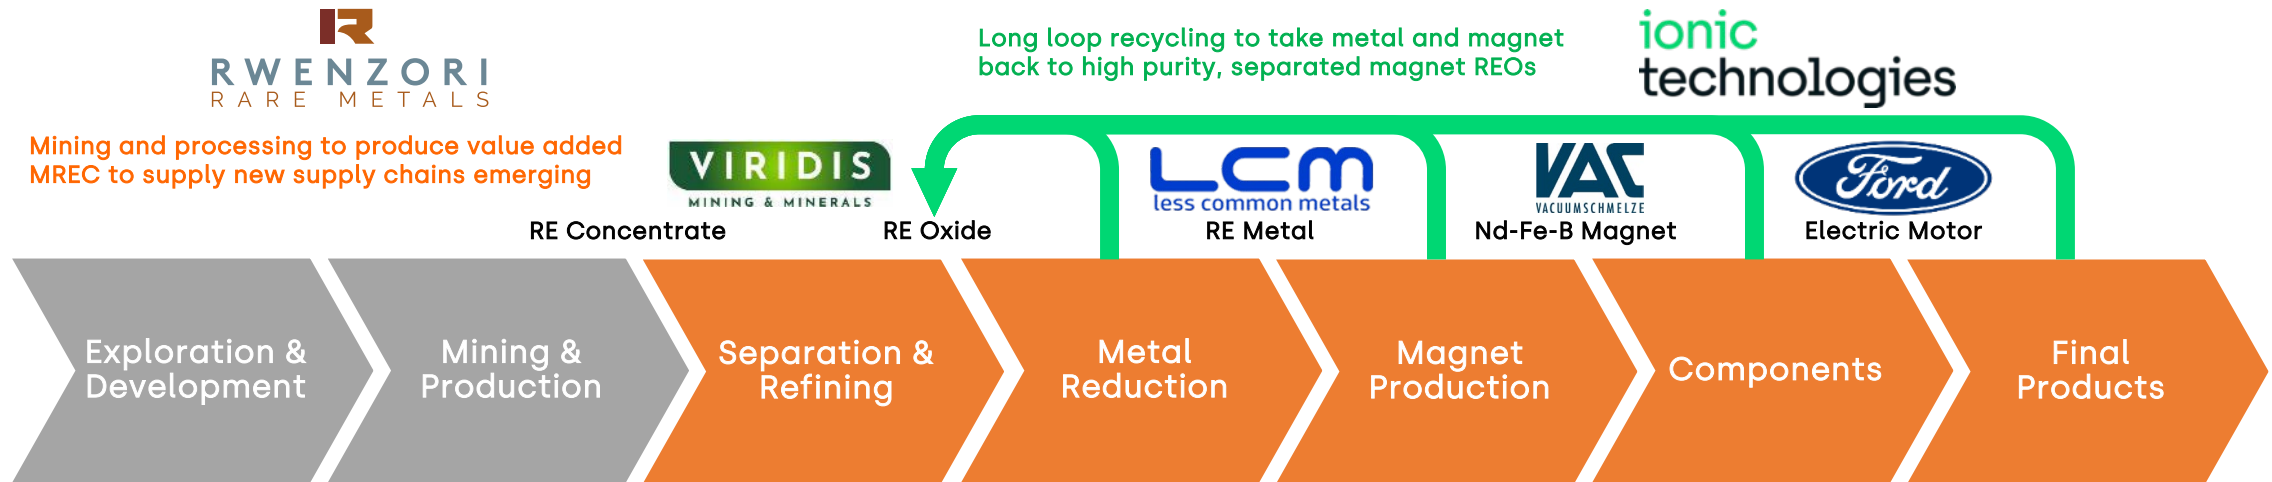 RWENZORI
RARE METALS
Mining and processing to produce value added
MREC to supply new supply chains emerging
Long loop recycling to take metal and magnet
back to high purity, separated magnet REOs
ionic
technologies
VIRIDIS
MINING & MINERALS
LCM
less common metals
VAC
VACUUMSCHMELZE
Ford
RE Concentrate
RE Oxide
RE Metal
Nd-Fe-B Magnet
Electric Motor
Exploration &
Development
Mining &
Production
Separation &
Refining
Metal
Reduction
Magnet
Production
Components
Final
Products